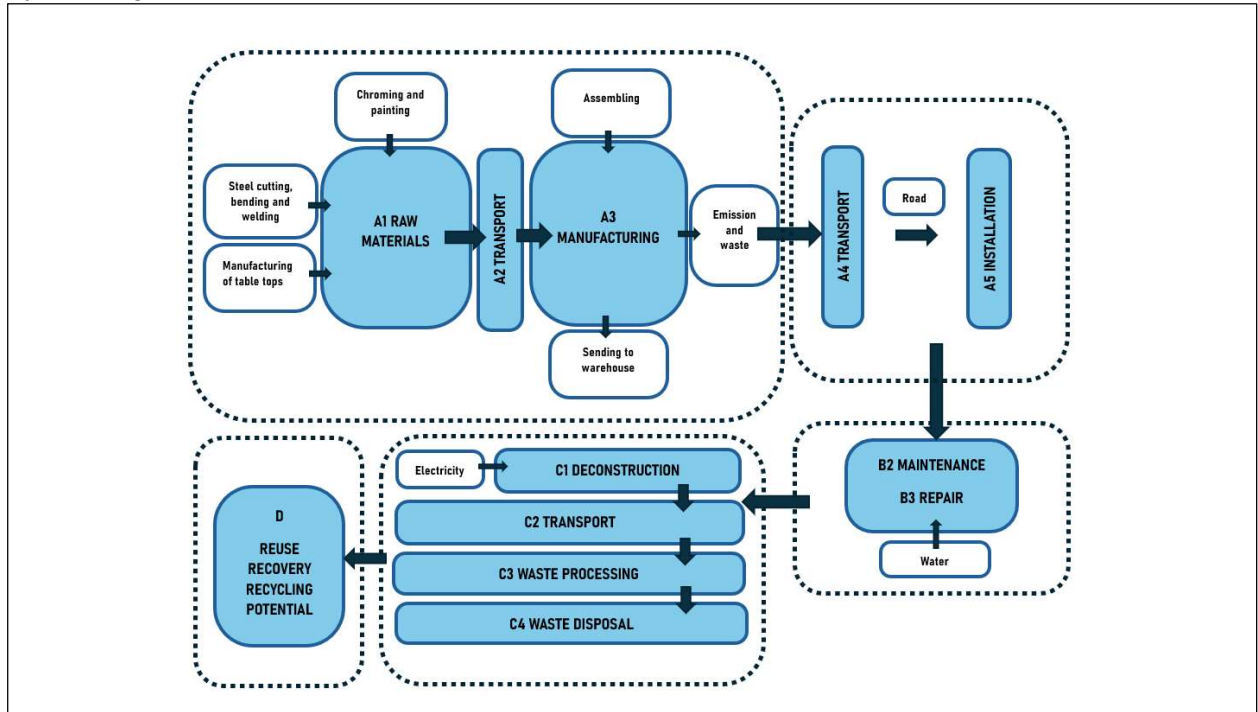 Chroming and
painting
Assembling
Steel cutting,
bending and
welding
Manufacturing
of table tops
A1 RAW
MATERIALS
A2 TRANSPORT
A3
MANUFACTURING
Emission
and
waste
Sending to
warehouse
A4 TRANSPORT
Road
A5 INSTALLATION
B2 MAINTENANCE
B3 REPAIR
Water
Electricity
C1 DECONSTRUCTION
C2 TRANSPORT
C3 WASTE PROCESSING
C4 WASTE DISPOSAL
D
REUSE
RECOVERY
RECYCLING
POTENTIAL